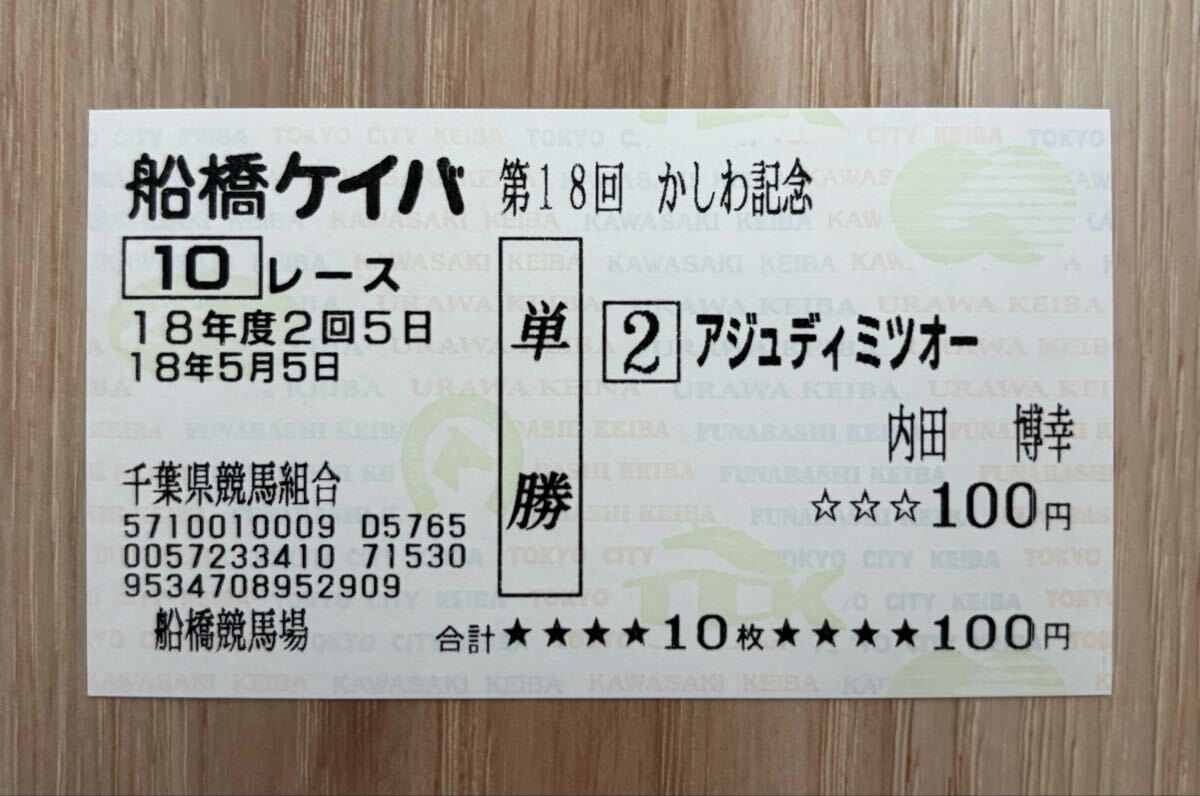 船橋ケイバ 第18回 かしわ記念
10レース
18年度2回5日
18年5月5日
単勝
2 アジュディミツオー
内田 博幸
☆☆☆100円
千葉県競馬組合
5710010009 D5765
0057233410 71530
9534708952909
船橋競馬場
合計★★★★10枚★★★★100円